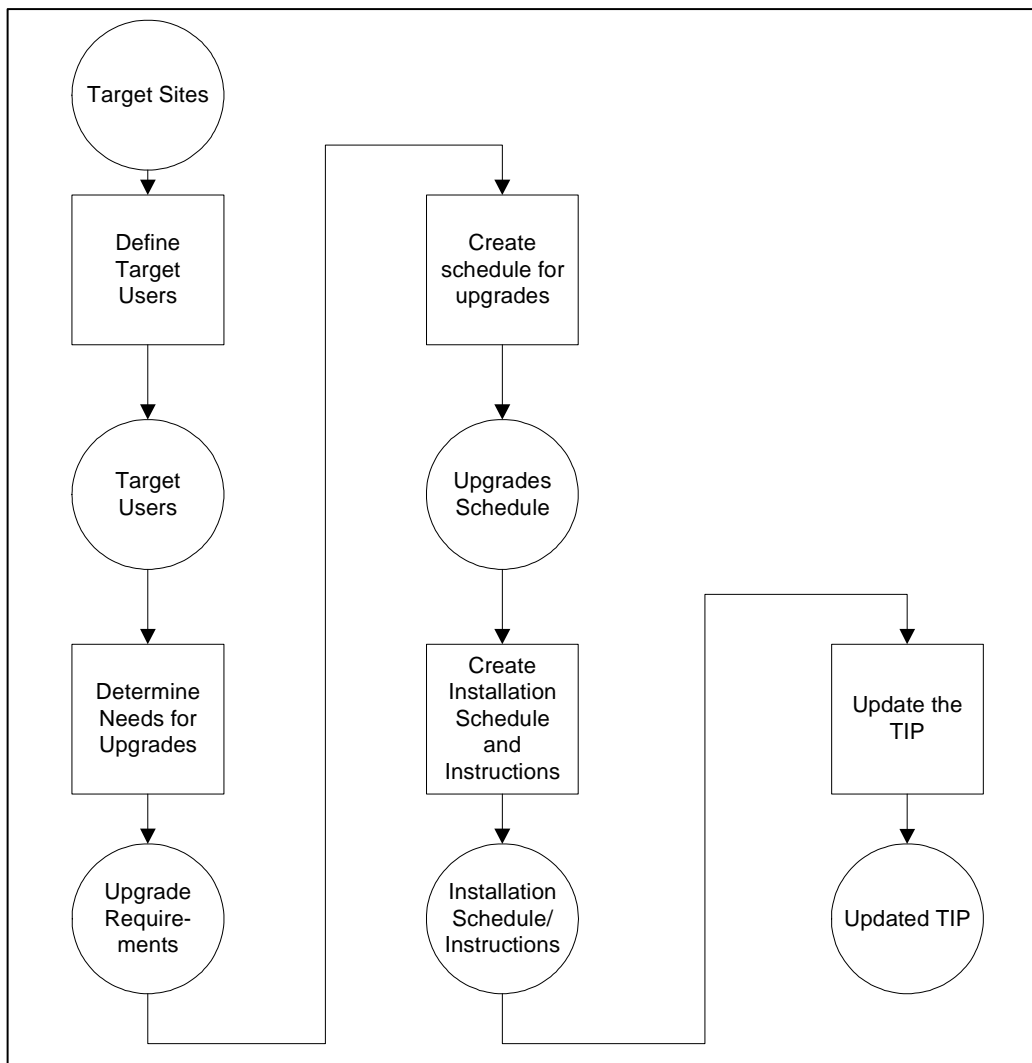 Target Sites
Define
Target
Users
Target
Users
Determine
Needs for
Upgrades
Upgrade
Require-
ments
Create
schedule for
upgrades
Upgrades
Schedule
Create
Installation
Schedule
and
Instructions
Installation
Schedule/
Instructions
Update the
TIP
Updated TIP